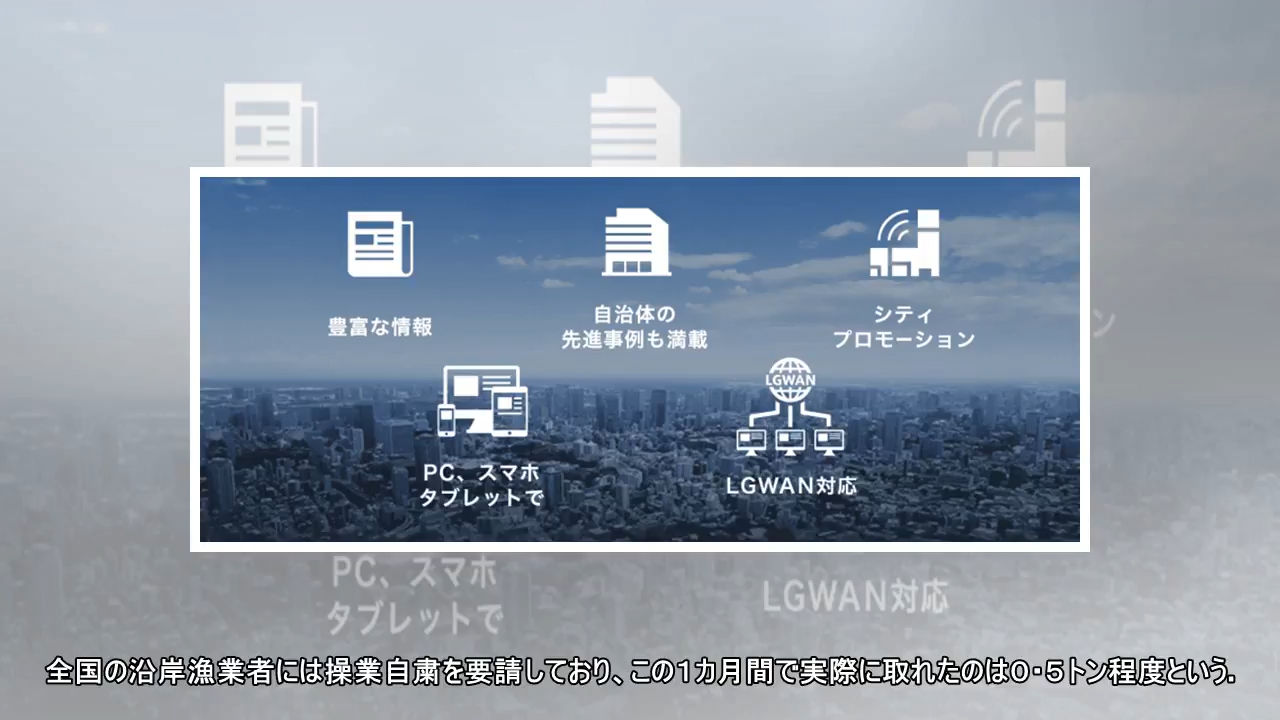 豊富な情報
自治体の
先進事例も満載
シティ
プロモーション
LGWAN
PC、スマホ
タブレットで
LGWAN対応
ン
PC、スマホ
タブレットで
LGWAN対応
全国の沿岸漁業者には操業自粛を要請しており、この１カ月間で実際に取れたのは０・５トン程度という.